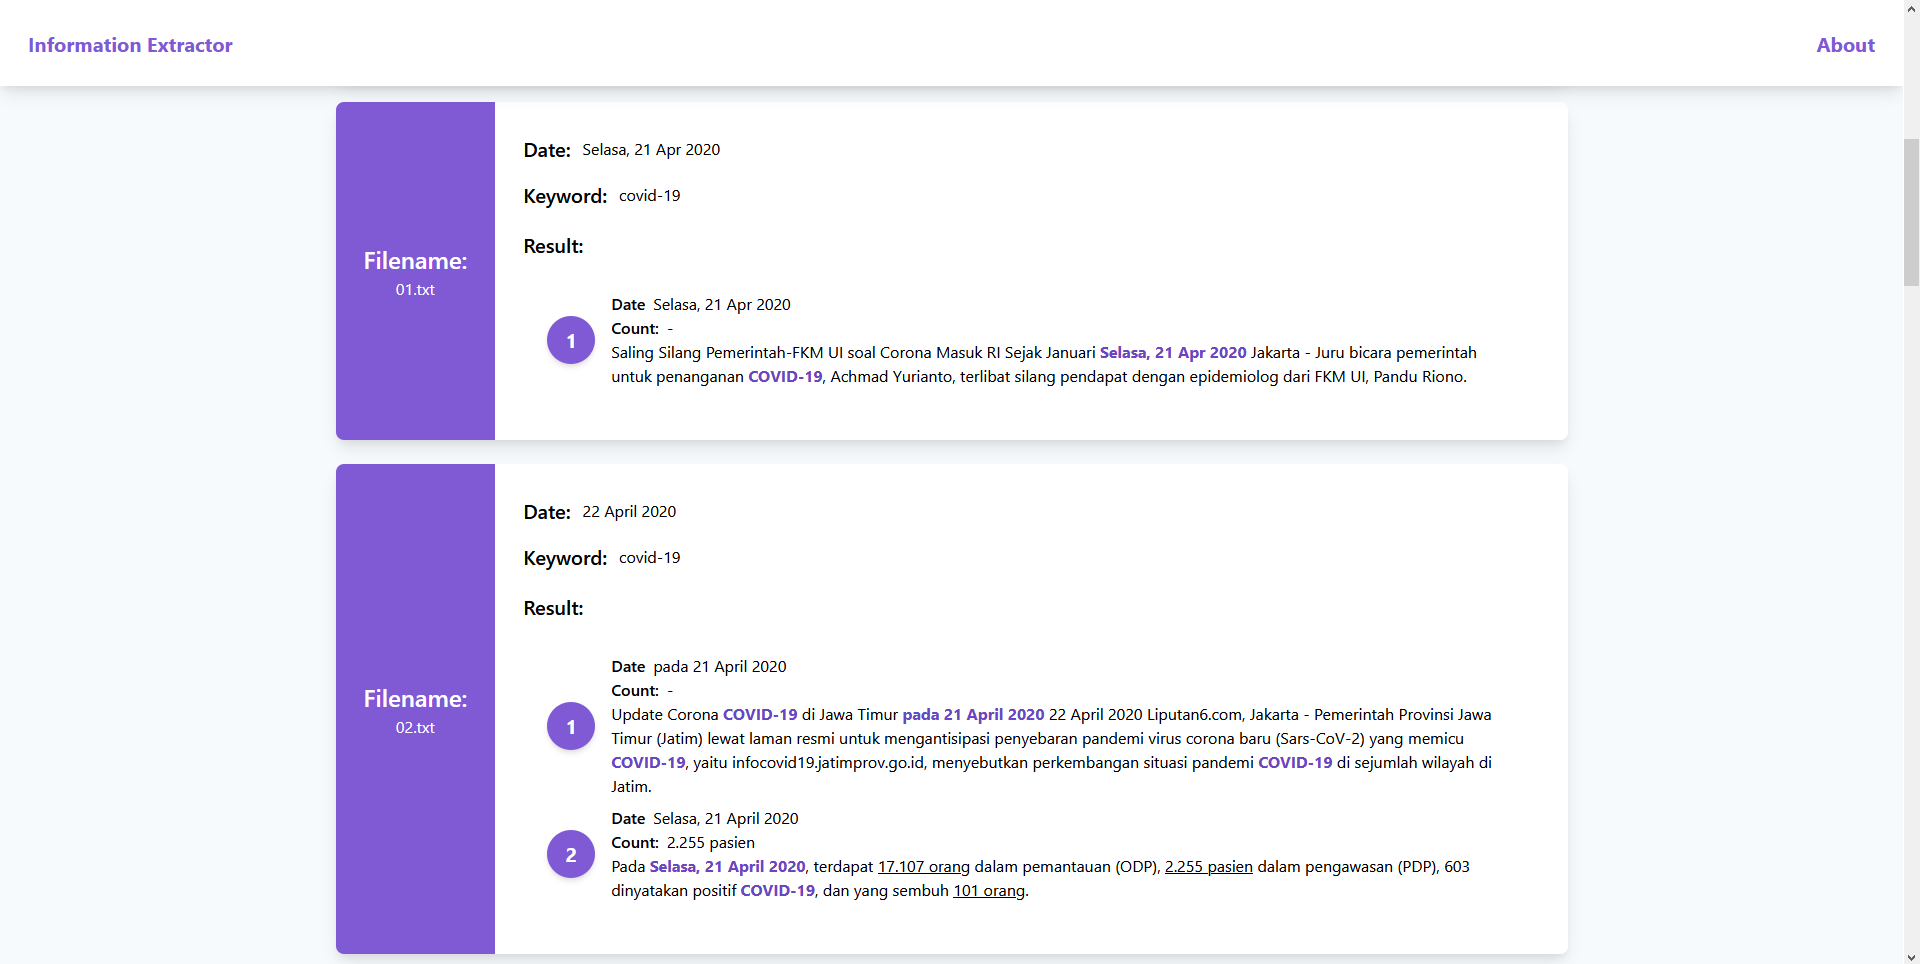 Information Extractor
About
Filename:
01.txt
Date: Selasa, 21 Apr 2020
Keyword: covid-19
Result:
1
Date Selasa, 21 Apr 2020
Count: -
Saling Silang Pemerintah-FKM UI soal Corona Masuk RI Sejak Januari Selasa, 21 Apr 2020 Jakarta - Juru bicara pemerintah
untuk penanganan COVID-19, Achmad Yurianto, terlibat silang pendapat dengan epidemiolog dari FKM UI, Pandu Riono.
Filename:
02.txt
Date: 22 April 2020
Keyword: covid-19
Result:
1
Date pada 21 April 2020
Count: -
Update Corona COVID-19 di Jawa Timur pada 21 April 2020 22 April 2020 Liputan6.com, Jakarta - Pemerintah Provinsi Jawa
Timur (Jatim) lewat laman resmi untuk mengantisipasi penyebaran pandemi virus corona baru (Sars-CoV-2) yang memicu
COVID-19, yaitu infocovid19.jatimprov.go.id, menyebutkan perkembangan situasi pandemi COVID-19 di sejumlah wilayah di
Jatim.
2
Date Selasa, 21 April 2020
Count: 2.255 pasien
Pada Selasa, 21 April 2020, terdapat 17.107 orang dalam pemantauan (ODP), 2.255 pasien dalam pengawasan (PDP), 603
dinyatakan positif COVID-19, dan yang sembuh 101 orang.